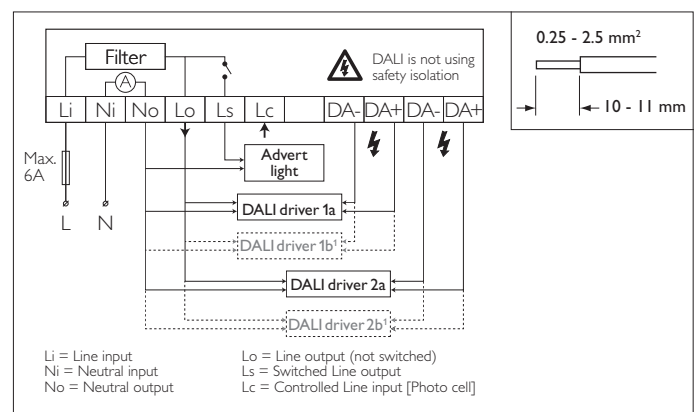 0.25 - 2.5 mm²
10 - 11 mm
Filter
A
DALI is not using
safety isolation
Li Ni No Lo Ls Lc DA- DA+ DA- DA+
Max.
6A
L N
Advert
light
DALI driver 1a
DALI driver 1b¹
DALI driver 2a
DALI driver 2b¹
Li = Line input
Ni = Neutral input
No = Neutral output
Lo = Line output (not switched)
Ls = Switched Line output
Lc = Controlled Line input [Photo cell]